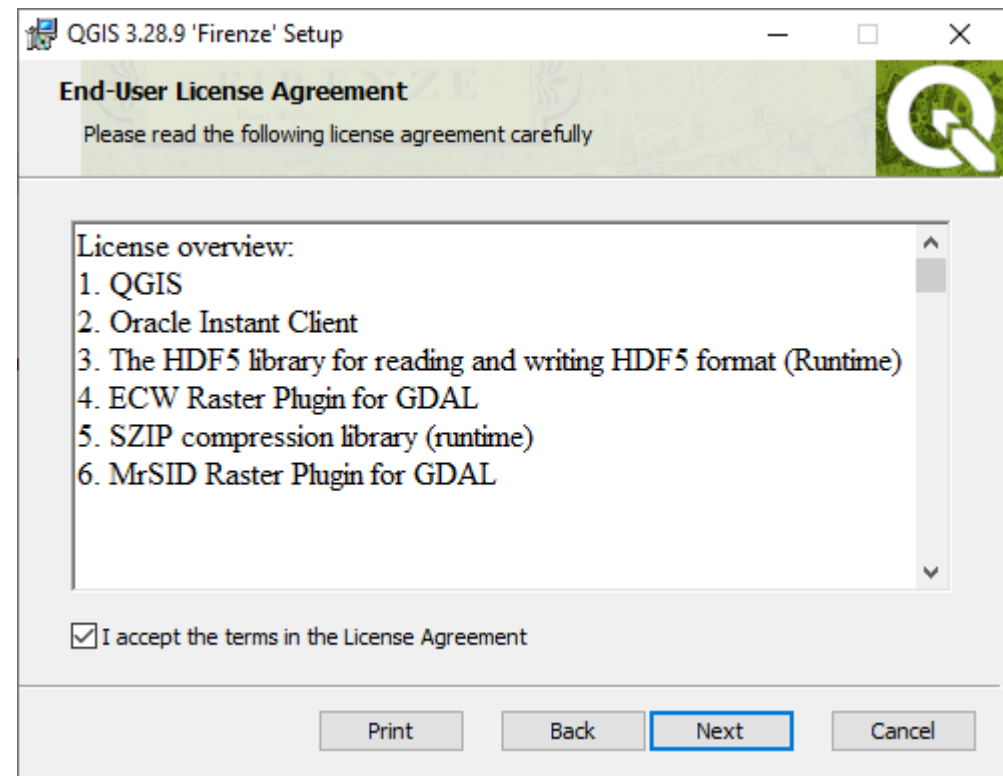 QGIS 3.28.9 'Firenze' Setup
FIRENZE
End-User License Agreement
Please read the following license agreement carefully
License overview:
1. QGIS
2. Oracle Instant Client
3. The HDF5 library for reading and writing HDF5 format (Runtime)
4. ECW Raster Plugin for GDAL
5. SZIP compression library (runtime)
6. MrSID Raster Plugin for GDAL
I accept the terms in the License Agreement
Print Back Next Cancel